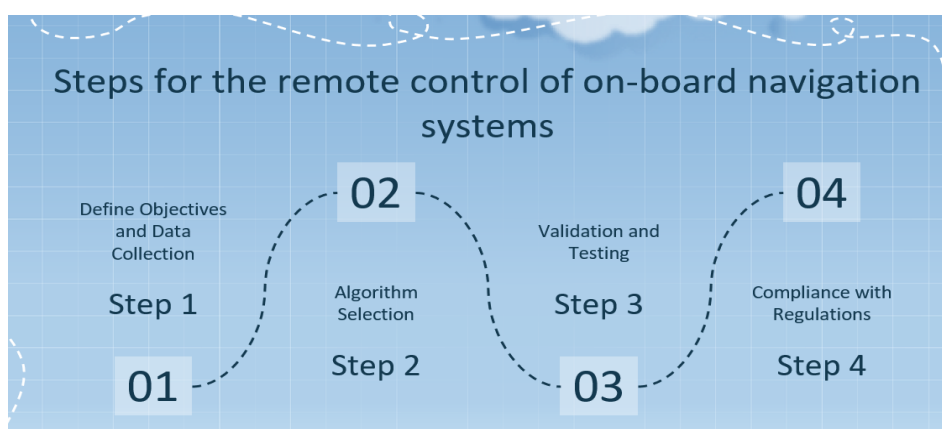 Steps for the remote control of on-board navigation
systems
Define Objectives
and Data
Collection
Step 1
01
02
Algorithm
Selection
Step 2
Validation and
Testing
Step 3
03
04
Compliance with
Regulations
Step 4